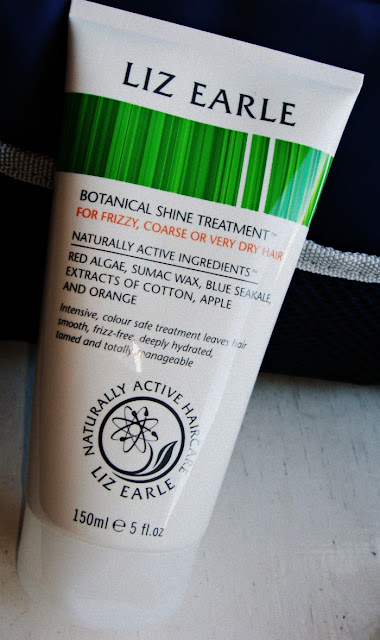 LIZ EARLE
BOTANICAL SHINE TREATMENT™
FOR FRIZZY, COARSE OR VERY DRY HAIR
NATURALLY ACTIVE INGREDIENTS™
RED ALGAE, SUMAC WAX, BLUE SEAKALE,
EXTRACTS OF COTTON, APPLE
AND ORANGE
Intensive, colour safe treatment leaves hair
smooth, frizz-free, deeply hydrated,
tamed and totally manageable
NATURALLY ACTIVE HAIRCARE
LIZ EARLE
150ml ℮ 5 fl.oz